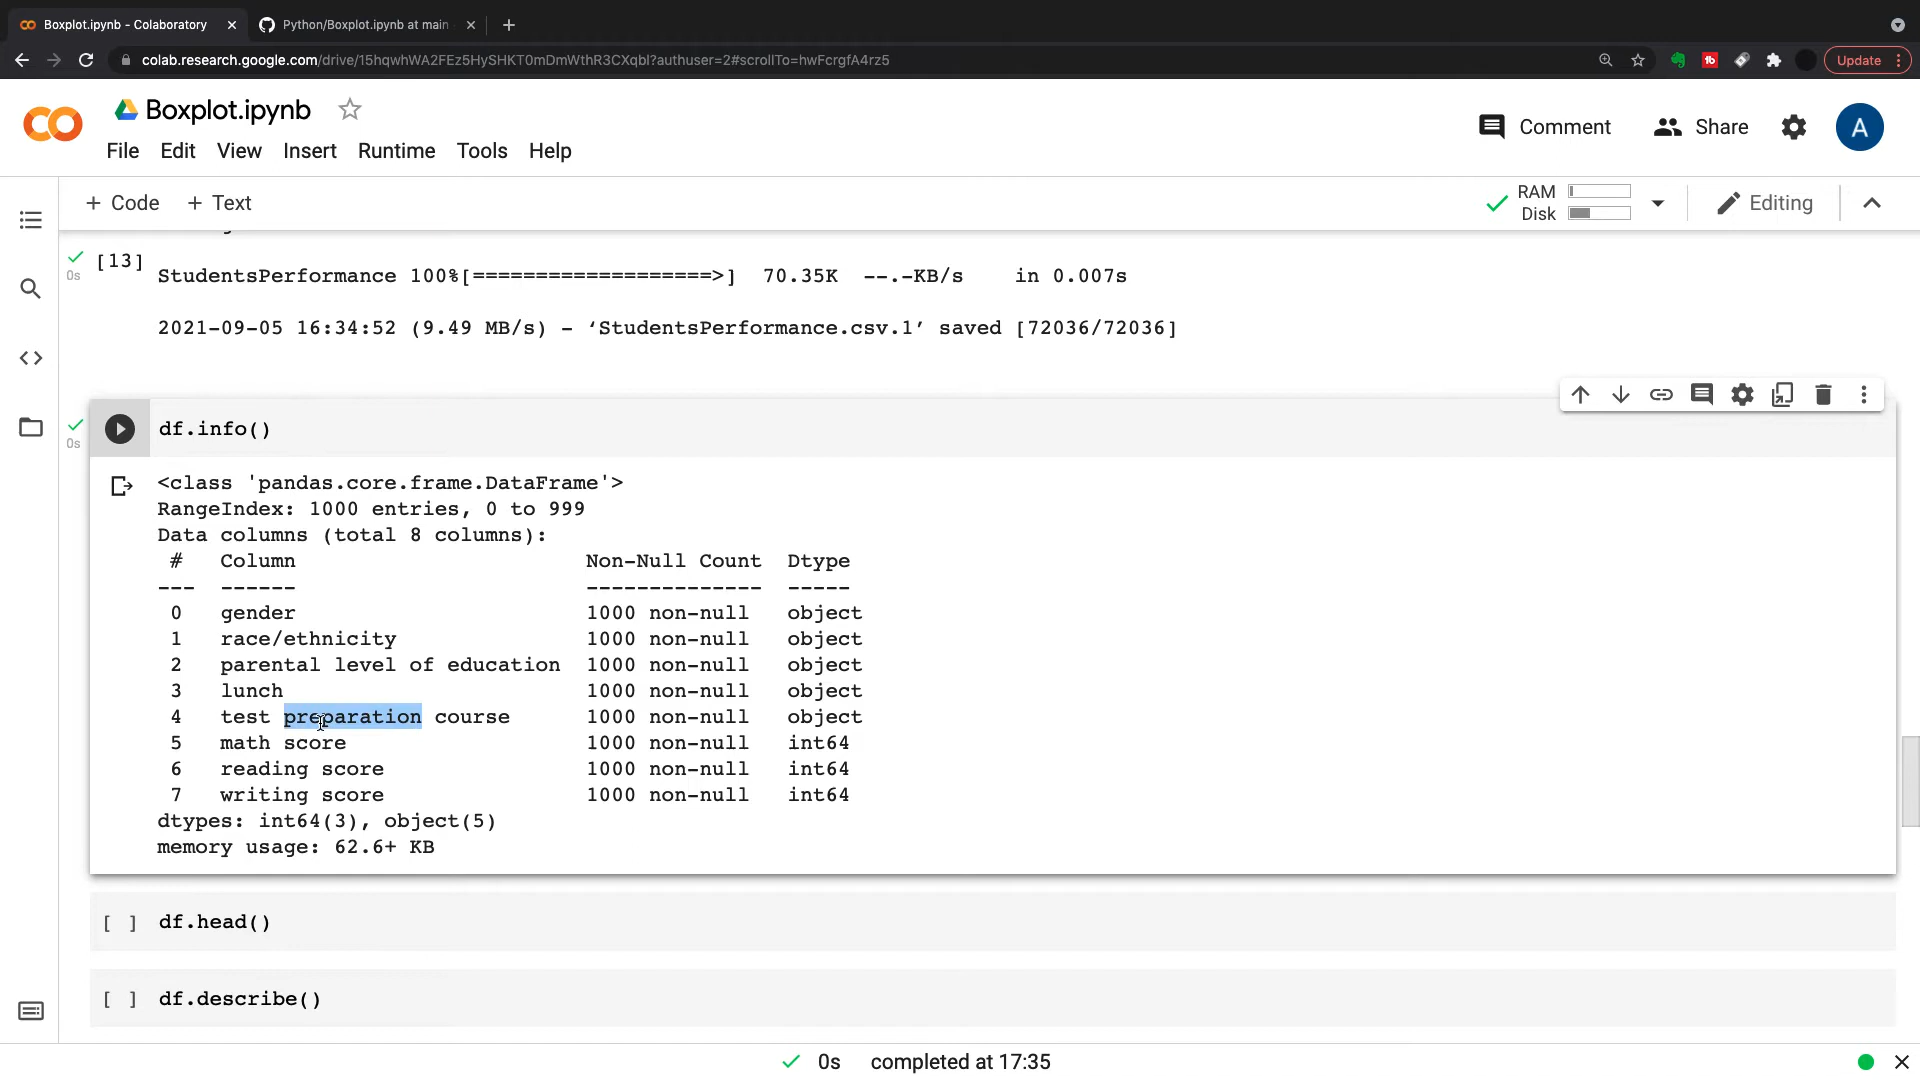 Boxplot.ipynb - Colaboratory
Python/Boxplot.ipynb at main
colab.research.google.com/drive/15hqwhWA2FEz5HySHKT0mDmWthR3CXqbl?authuser=2#scrollTo=hwFcrgfA4rz5
Update
Boxplot.ipynb
File Edit View Insert Runtime Tools Help
Comment
Share
A
+ Code + Text
RAM
Disk
Editing
0s
[13]
StudentsPerformance 100%[===================>] 70.35K --.-KB/s in 0.007s
2021-09-05 16:34:52 (9.49 MB/s) - ‘StudentsPerformance.csv.1’ saved [72036/72036]
0s
df.info()
<class 'pandas.core.frame.DataFrame'>
RangeIndex: 1000 entries, 0 to 999
Data columns (total 8 columns):
# Column Non-Null Count Dtype
--- ------ -------------- -----
0 gender 1000 non-null object
1 race/ethnicity 1000 non-null object
2 parental level of education 1000 non-null object
3 lunch 1000 non-null object
4 test preparation course 1000 non-null object
5 math score 1000 non-null int64
6 reading score 1000 non-null int64
7 writing score 1000 non-null int64
dtypes: int64(3), object(5)
memory usage: 62.6+ KB
[ ] df.head()
[ ] df.describe()
0s completed at 17:35